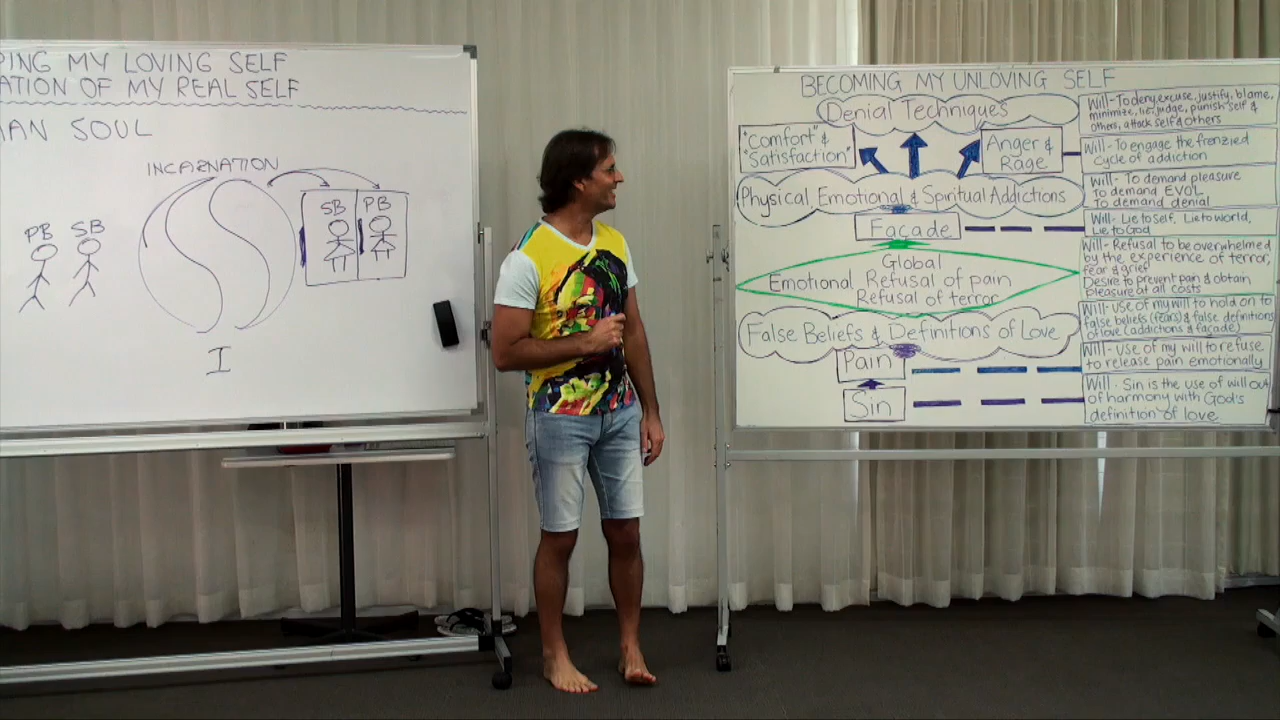 PING MY LOVING SELF
ATION OF MY REAL SELF
MAN SOUL
INCARNATION
PB SB
SB PB
I
BECOMING MY UNLOVING SELF
Denial Techniques
"Comfort" &
"Satisfaction"
Anger &
Rage
Physical, Emotional & Spiritual Addictions
Façade
Global
Emotional Refusal of pain
Refusal of terror
False Beliefs & Definitions of Love
Pain
Sin
Will - To deny, excuse, justify, blame,
minimize, lie, judge, punish self &
others, attack self & others
Will - To engage the frenzied
cycle of addiction
Will - To demand pleasure
To demand EVOL
To demand denial
Will - Lie to self, Lie to world,
Lie to God
Will - Refusal to be overwhelmed
by the experience of terror,
fear & grief
Desire to prevent pain & obtain
pleasure at all costs
Will - use of my will to hold on to
false beliefs (fears) & false definitions
of love (addictions & façade)
Will - use of my will to refuse
to release pain emotionally
Will - Sin is the use of will out
of harmony with God's
definition of love